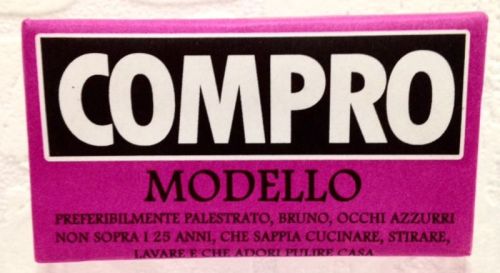 COMPRO
MODELLO
PREFERIBILMENTE PALESTRATO, BRUNO, OCCHI AZZURRI
NON SOPRA I 25 ANNI, CHE SAPPIA CUCINARE, STIRARE,
LAVARE E CHE ADORI PULIRE CASA